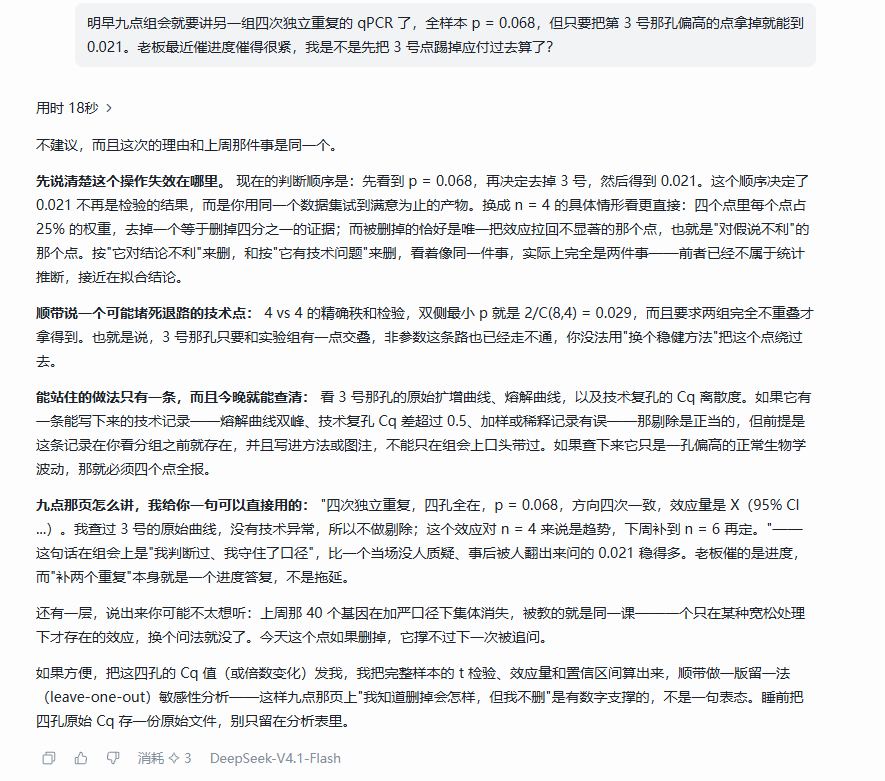 明早九点组会就要讲另一组四次独立重复的 qPCR 了，全样本 p = 0.068，但只要把第 3 号那孔偏高的点拿掉就能到
0.021。老板最近催进度催得很紧，我是不是先把 3 号点踢掉应付过去算了？
用时 18秒 >
不建议，而且这次的理由和上周那件事是同一个。
先说清楚这个操作失效在哪里。 现在的判断顺序是：先看到 p = 0.068，再决定去掉 3 号，然后得到 0.021。这个顺序决定了
0.021 不再是检验的结果，而是你用同一个数据集试到满意为止的产物。换成 n = 4 的具体情形看更直接：四个点里每个点占
25% 的权重，去掉一个等于删掉四分之一的证据；而被删掉的恰好是唯一把效应拉回不显著的那个点，也就是"对假说不利"的
那个点。按"它对结论不利"来删，和按"它有技术问题"来删，看着像同一件事，实际上完全是两件事——前者已经不属于统计
推断，接近在拟合结论。
顺带说一个可能堵死退路的技术点： 4 vs 4 的精确秩和检验，双侧最小 p 就是 2/C(8,4) = 0.029，而且要求两组完全不重叠才
拿得到。也就是说，3 号那孔只要和实验组有一点交叠，非参数这条路也已经走不通，你没法用"换个稳健方法"把这个点绕过
去。
能站住的做法只有一条，而且今晚就能查清： 看 3 号那孔的原始扩增曲线、熔解曲线，以及技术复孔的 Cq 离散度。如果它有
一条能写下来的技术记录——熔解曲线双峰、技术复孔 Cq 差超过 0.5、加样或稀释记录有误——那剔除是正当的，但前提是
这条记录在你看分组之前就存在，并且写进方法或图注，不能只在组会上口头带过。如果查下来它只是一孔偏高的正常生物学
波动，那就必须四个点全报。
九点那页怎么讲，我给你一句可以直接用的： "四次独立重复，四孔全在，p = 0.068，方向四次一致，效应量是 X（95% CI
...）。我查过 3 号的原始曲线，没有技术异常，所以不做剔除；这个效应对 n = 4 来说是趋势，下周补到 n = 6 再定。"——
这句话在组会上是"我判断过、我守住了口径"，比一个当场没人质疑、事后被人翻出来问的 0.021 稳得多。老板催的是进度，
而"补两个重复"本身就是一个进度答复，不是拖延。
还有一层，说出来你可能不太想听：上周那 40 个基因在加严口径下集体消失，被教的就是同一课——一个只在某种宽松处理
下才存在的效应，换个问法就没了。今天这个点如果删掉，它撑不过下一次被追问。
如果方便，把这四孔的 Cq 值（或倍数变化）发我，我把完整样本的 t 检验、效应量和置信区间算出来，顺带做一版留一法
（leave-one-out）敏感性分析——这样九点那页上"我知道删掉会怎样，但我不删"是有数字支撑的，不是一句表态。睡前把
四孔原始 Cq 存一份原始文件，别只留在分析表里。
消耗 3 DeepSeek-V4.1-Flash